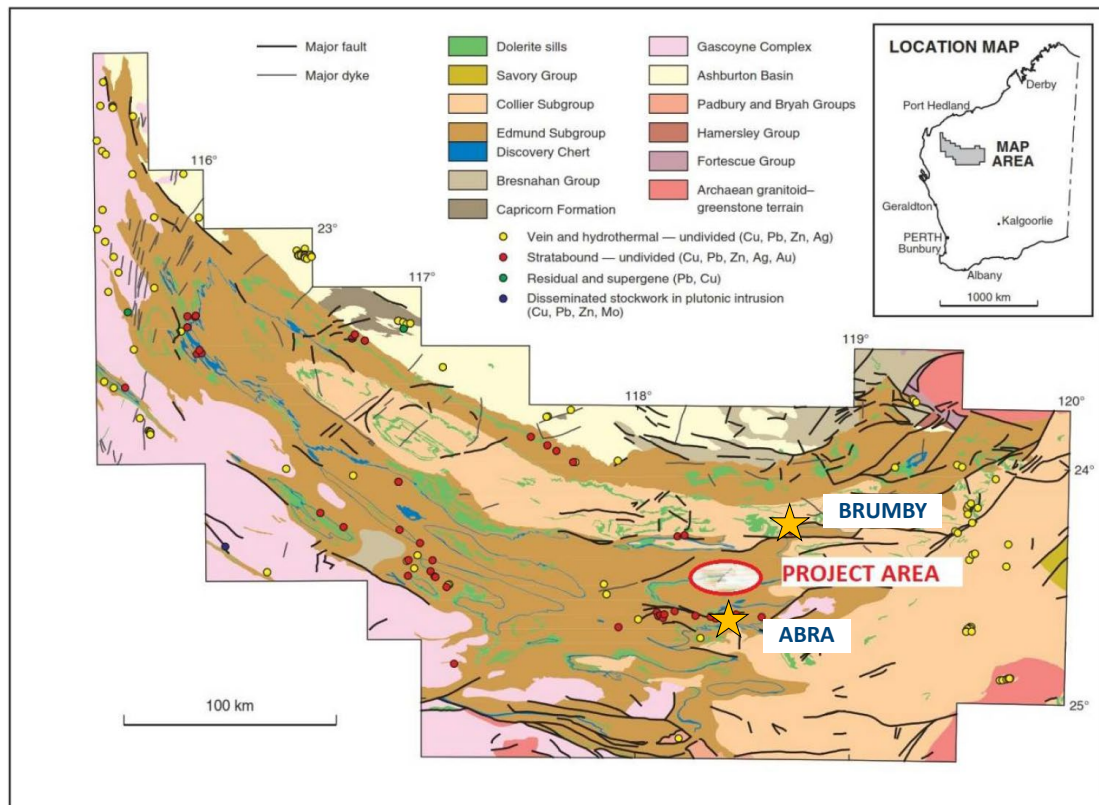 Major fault
Major dyke
Dolerite sills
Savory Group
Collier Subgroup
Edmund Subgroup
Discovery Chert
Bresnahan Group
Capricorn Formation
Gascoyne Complex
Ashburton Basin
Padbury and Bryah Groups
Hamersley Group
Fortescue Group
Archaean granitoid–
greenstone terrain
Vein and hydrothermal — undivided (Cu, Pb, Zn, Ag)
Stratabound — undivided (Cu, Pb, Zn, Ag, Au)
Residual and supergene (Pb, Cu)
Disseminated stockwork in plutonic intrusion
(Cu, Pb, Zn, Mo)
LOCATION MAP
Derby
Port Hedland
MAP
AREA
Geraldton
Kalgoorlie
PERTH
Bunbury
Albany
1000 km
116°
23°
117°
118°
119°
120°
24°
BRUMBY
PROJECT AREA
ABRA
100 km
25°